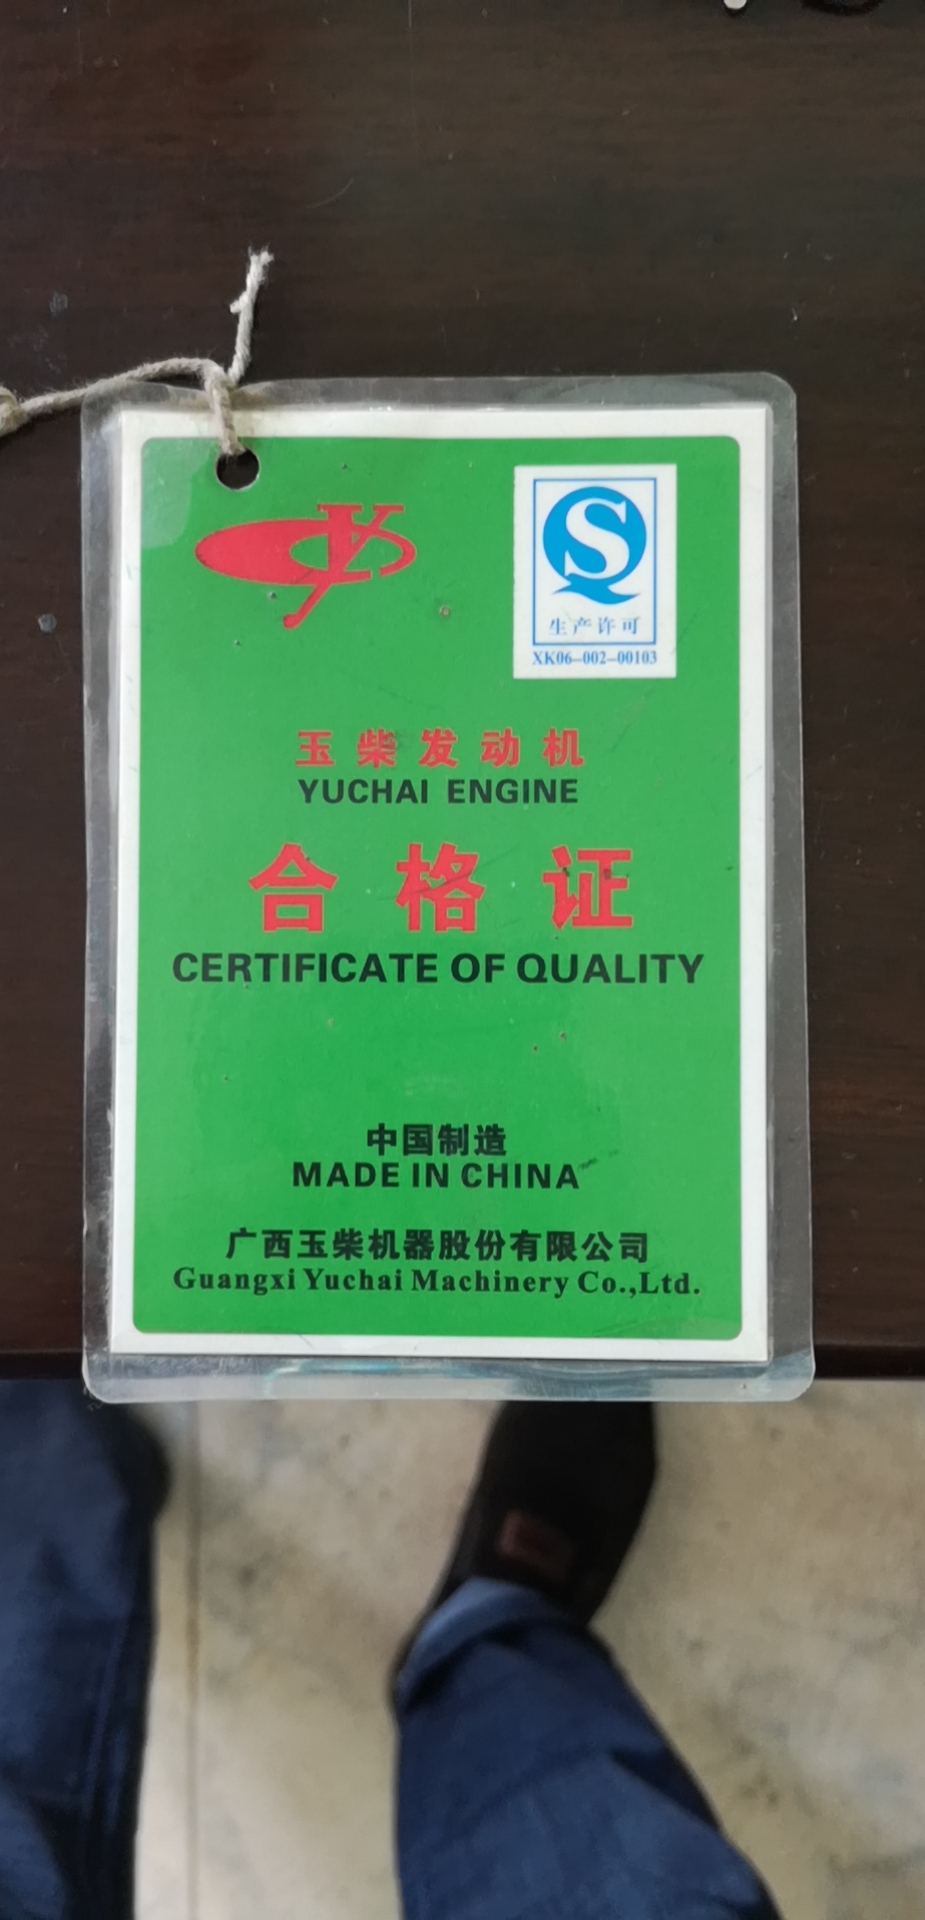 生产许可
XK06-002-00103
玉柴发动机
YUCHAI ENGINE
合格证
CERTIFICATE OF QUALITY
中国制造
MADE IN CHINA
广西玉柴机器股份有限公司
Guangxi Yuchai Machinery Co.,Ltd.